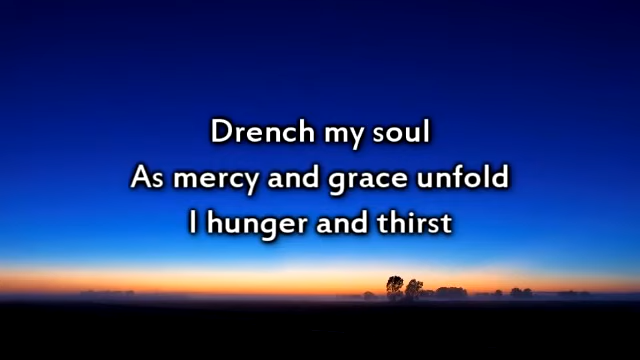 Drench my soul
As mercy and grace unfold
I hunger and thirst